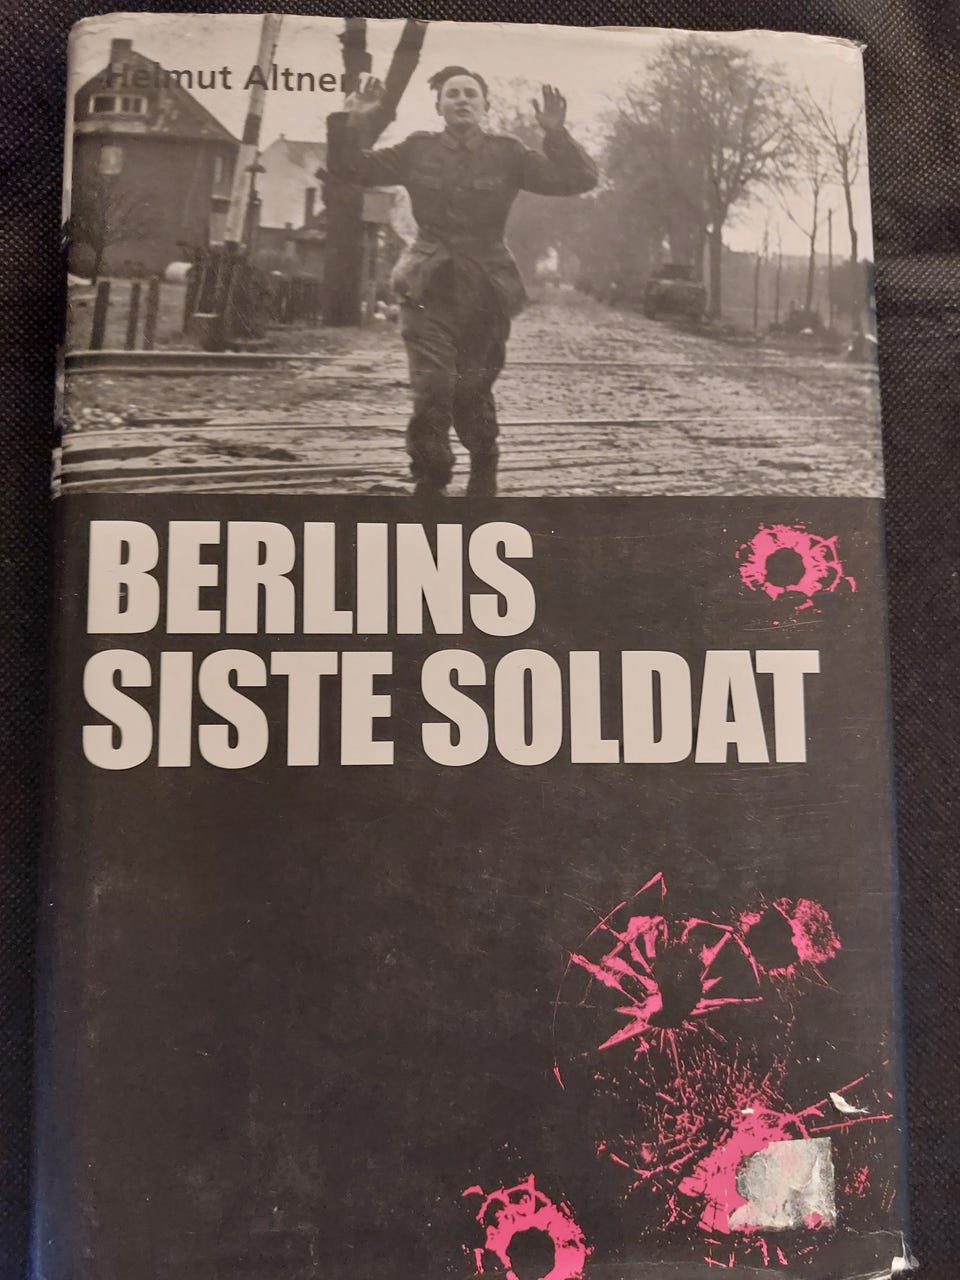 Helmut Altner
BERLINS
SISTE SOLDAT